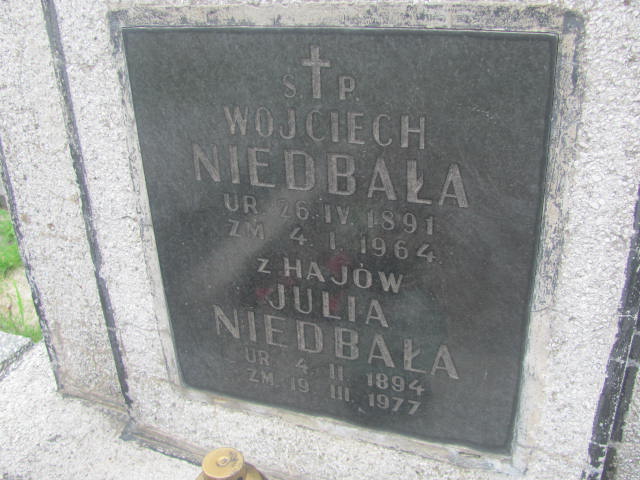 Ś P.
WOJCIECH
NIEDBAŁA
UR. 26. IV. 1891
ZM. 4. I. 1964.
Z HAJÓW
JULIA
NIEDBAŁA
UR. 4. II. 1894
ZM. 19. III. 1977